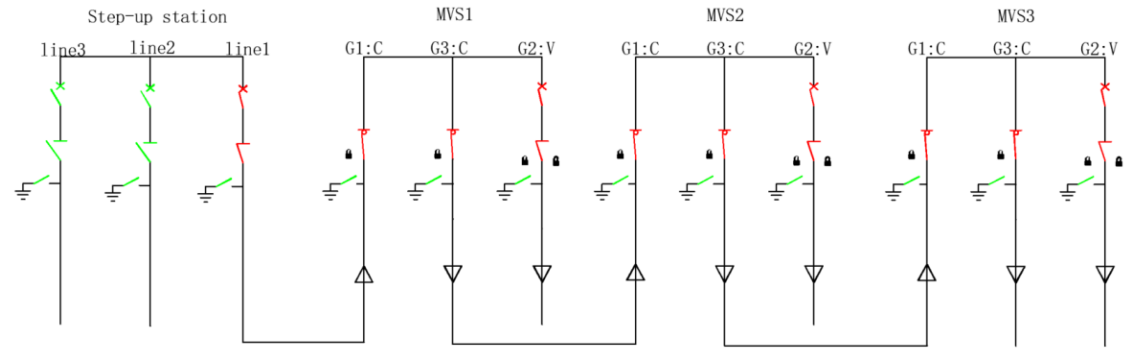 Step-up station
MVS1
MVS2
MVS3
line3
line2
line1
G1:C
G3:C
G2:V
G1:C
G3:C
G2:V
G1:C
G3:C
G2:V